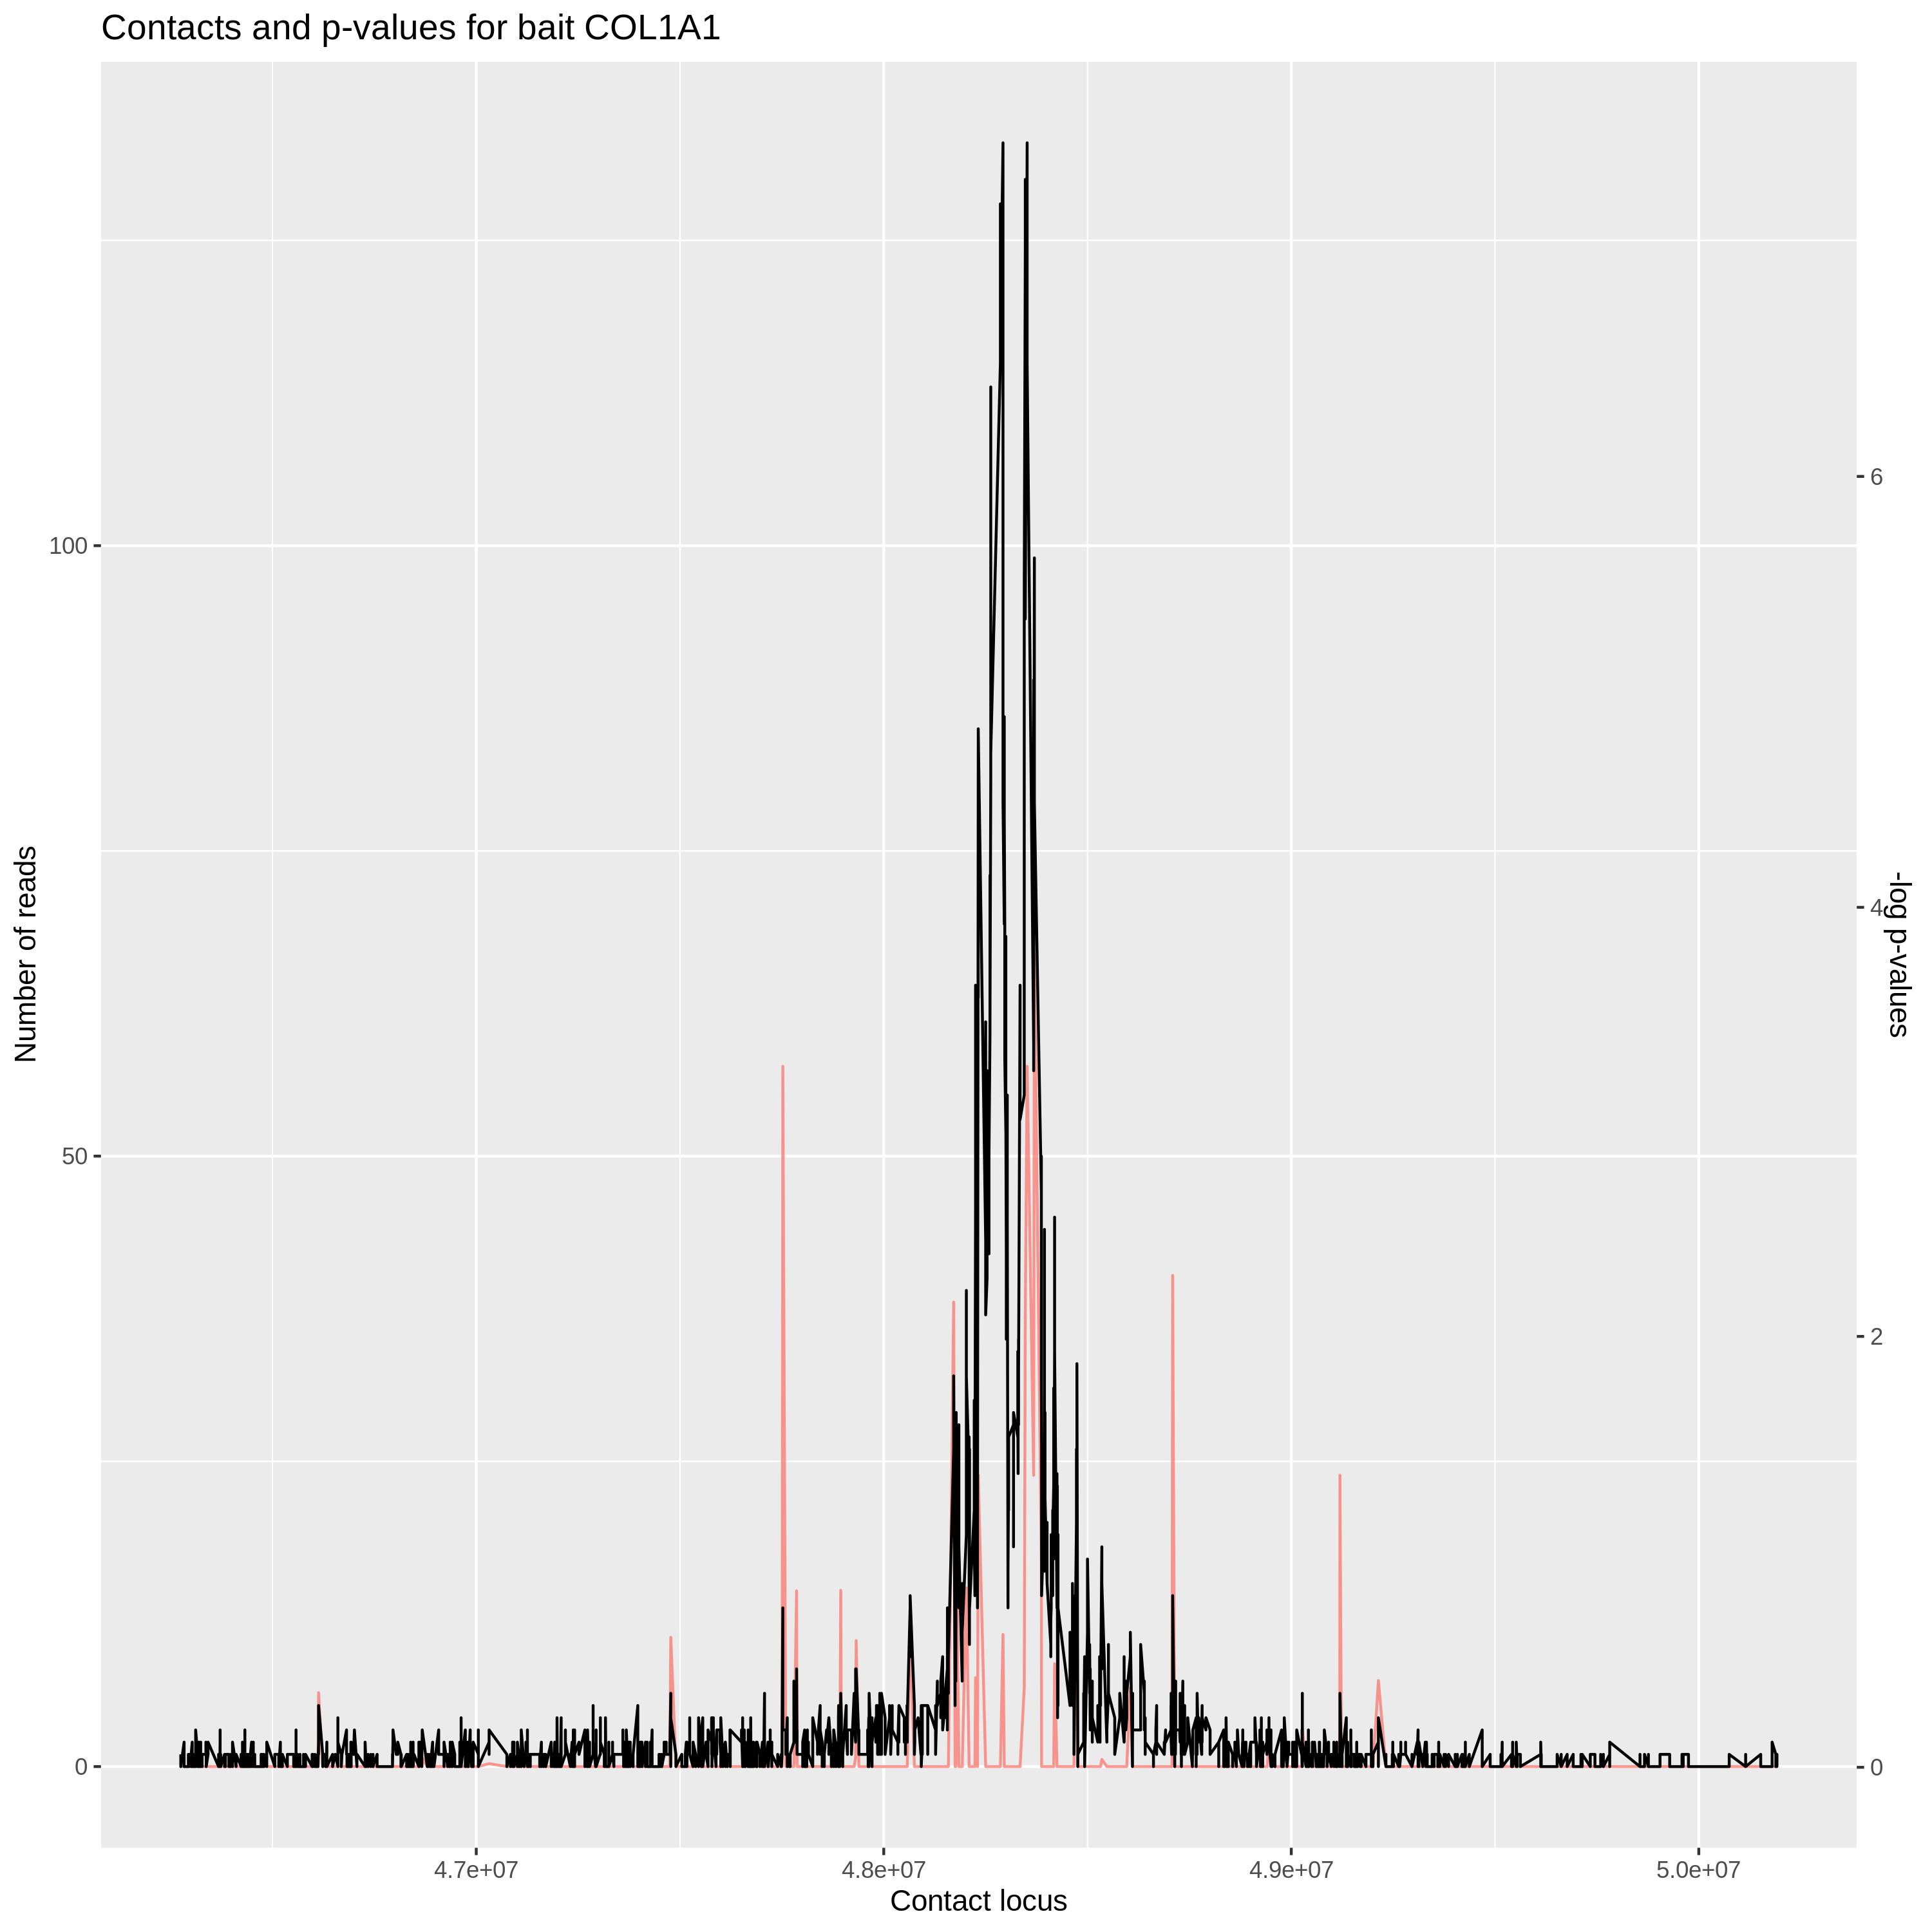 Contacts and p-values for bait COL1A1
Number of reads
100
50
0
6
4
2
0
-log p-values
4.7e+07
4.8e+07
4.9e+07
5.0e+07
Contact locus